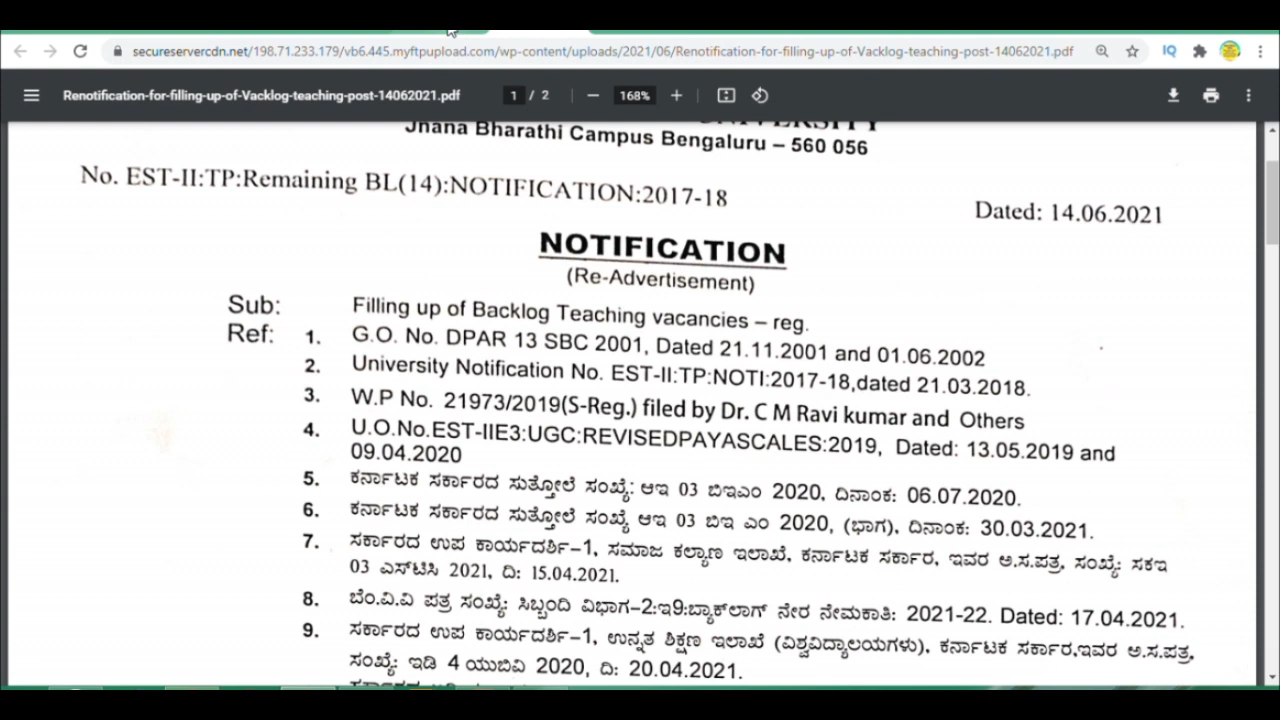 secureservercdn.net/198.71.233.179/vb6.445.myftpupload.com/wp-content/uploads/2021/06/Renotification-for-filling-up-of-Vacklog-teaching-post-14062021.pdf
Renotification-for-filling-up-of-Vacklog-teaching-post-14062021.pdf 1 / 2 — 168% +
UNIVERSITY
Jnana Bharathi Campus Bengaluru – 560 056
No. EST-II:TP:Remaining BL(14):NOTIFICATION:2017-18
Dated: 14.06.2021
NOTIFICATION
(Re-Advertisement)
Sub: Filling up of Backlog Teaching vacancies – reg.
Ref: 1. G.O. No. DPAR 13 SBC 2001, Dated 21.11.2001 and 01.06.2002
2. University Notification No. EST-II:TP:NOTI:2017-18,dated 21.03.2018.
3. W.P No. 21973/2019(S-Reg.) filed by Dr. C M Ravi kumar and Others
4. U.O.No.EST-IIE3:UGC:REVISEDPAYASCALES:2019, Dated: 13.05.2019 and
09.04.2020
5. ಕರ್ನಾಟಕ ಸರ್ಕಾರದ ಸುತ್ತೋಲೆ ಸಂಖ್ಯೆ: ಆಇ 03 ಬಿಇಎಂ 2020, ದಿನಾಂಕ: 06.07.2020.
6. ಕರ್ನಾಟಕ ಸರ್ಕಾರದ ಸುತ್ತೋಲೆ ಸಂಖ್ಯೆ ಆಇ 03 ಬಿಇ ಎಂ 2020, (ಭಾಗ), ದಿನಾಂಕ: 30.03.2021.
7. ಸರ್ಕಾರದ ಉಪ ಕಾರ್ಯದರ್ಶಿ–1, ಸಮಾಜ ಕಲ್ಯಾಣ ಇಲಾಖೆ, ಕರ್ನಾಟಕ ಸರ್ಕಾರ, ಇವರ ಅ.ಸ.ಪತ್ರ, ಸಂಖ್ಯೆ: ಸಕಇ
03 ಎಸ್‌ಟಿಸಿ 2021, ದಿ: 15.04.2021.
8. ಬೆಂ.ವಿ.ವಿ ಪತ್ರ ಸಂಖ್ಯೆ: ಸಿಬ್ಬಂದಿ ವಿಭಾಗ–2:ಇ9:ಬ್ಯಾಕ್‌ಲಾಗ್ ನೇರ ನೇಮಕಾತಿ: 2021-22. Dated: 17.04.2021.
9. ಸರ್ಕಾರದ ಉಪ ಕಾರ್ಯದರ್ಶಿ–1, ಉನ್ನತ ಶಿಕ್ಷಣ ಇಲಾಖೆ (ವಿಶ್ವವಿದ್ಯಾಲಯಗಳು), ಕರ್ನಾಟಕ ಸರ್ಕಾರ,ಇವರ ಅ.ಸ.ಪತ್ರ,
ಸಂಖ್ಯೆ: ಇಡಿ 4 ಯುಬಿವಿ 2020, ದಿ: 20.04.2021.